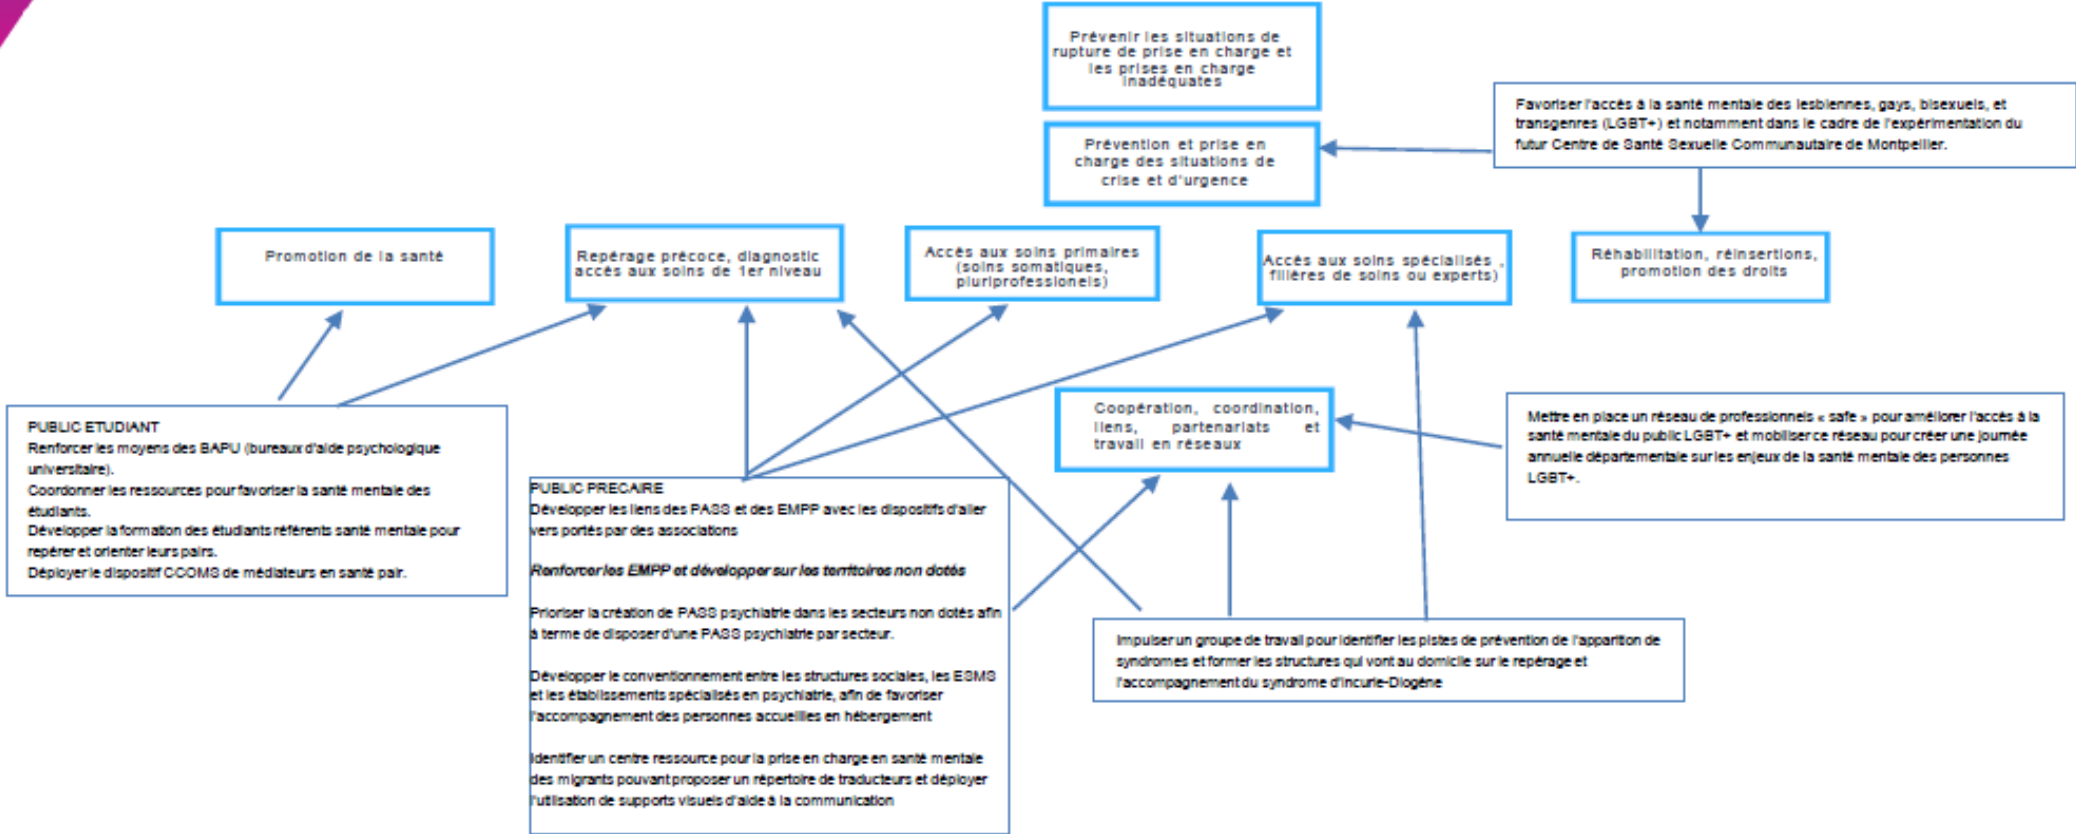 Prévenir les situations de
rupture de prise en charge et
les prises en charge
inadéquates
Favoriser l'accès à la santé mentale des lesbiennes, gays, bisexuels, et
transgenres (LGBT+) et notamment dans le cadre de l'expérimentation du
futur Centre de Santé Sexuelle Communautaire de Montpellier.
Prévention et prise en
charge des situations de
crise et d'urgence
Promotion de la santé
Repérage précoce, diagnostic
accès aux soins de 1er niveau
Accès aux soins primaires
(soins somatiques,
pluriprofessionels)
Accès aux soins spécialisés ,
filières de soins ou experts)
Réhabilitation, réinsertions,
promotion des droits
Coopération, coordination,
liens, partenariats et
travail en réseaux
Mettre en place un réseau de professionnels « safe » pour améliorer l'accès à la
santé mentale du public LGBT+ et mobiliser ce réseau pour créer une journée
annuelle départementale sur les enjeux de la santé mentale des personnes
LGBT+.
PUBLIC ETUDIANT
Renforcer les moyens des BAPU (bureaux d'aide psychologique
universitaire).
Coordonner les ressources pour favoriser la santé mentale des
étudiants.
Développer la formation des étudiants référents santé mentale pour
repérer et orienter leurs pairs.
Déployer le dispositif CCOMS de médiateurs en santé pair.
PUBLIC PRECAIRE
Développer les liens des PASS et des EMPP avec les dispositifs d'aller
vers portés par des associations
Renforcer les EMPP et développer sur les territoires non dotés
Prioriser la création de PASS psychiatrie dans les secteurs non dotés afin
à terme de disposer d'une PASS psychiatrie par secteur.
Développer le conventionnement entre les structures sociales, les ESMS
et les établissements spécialisés en psychiatrie, afin de favoriser
l'accompagnement des personnes accueillies en hébergement
Identifier un centre ressource pour la prise en charge en santé mentale
des migrants pouvant proposer un répertoire de traducteurs et déployer
l'utilisation de supports visuels d'aide à la communication
Impulser un groupe de travail pour identifier les pistes de prévention de l'apparition de
syndromes et former les structures qui vont au domicile sur le repérage et
l'accompagnement du syndrome d'incurie-Diogène